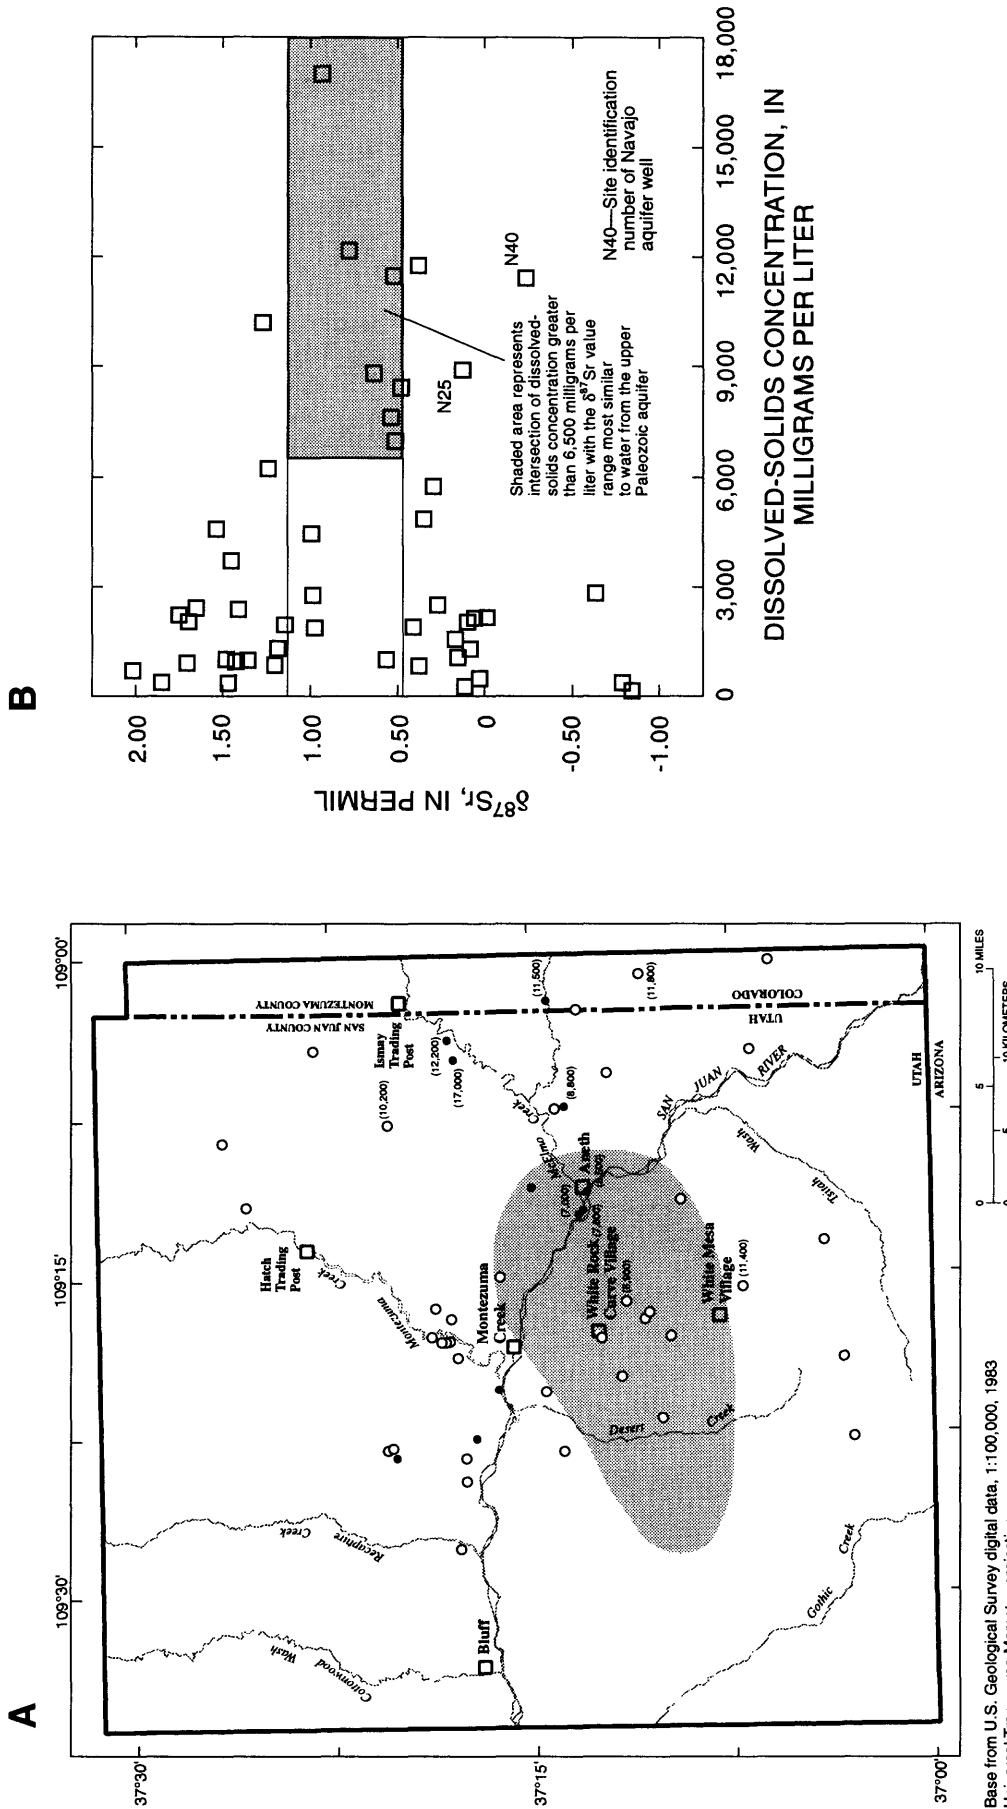 A
109°30'
109°15'
109°00'
37°30'
37°15'
37°00'
Cottonwood
Wash
Recapture
Creek
Hatch
Trading
Post
Montezuma
Creek
SAN JUAN COUNTY
MONTEZUMA COUNTY
Ismay
Trading
Post
(10,200)
(12,200)
(17,000)
(11,500)
(8,800)
McElmo
Creek
Montezuma
Creek
Bluff
Aneth
(7,000)
White Rock
Curve Village
(8,900)
White Mesa
Village
(11,400)
(11,800)
UTAH
COLORADO
SAN
JUAN
RIVER
Desert
Creek
Tsitah
Wash
Gothic
Creek
UTAH
ARIZONA
0
5
10 MILES
0
5
10 KILOMETERS
Base from U.S. Geological Survey digital data, 1:100,000, 1983
B
δ⁸⁷Sr, IN PERMIL
2.00
1.50
1.00
0.50
0
-0.50
-1.00
N25
N40
Shaded area represents
intersection of dissolved-
solids concentration greater
than 6,500 milligrams per
liter with the δ⁸⁷Sr value
range most similar
to water from the upper
Paleozoic aquifer
N40—Site identification
number of Navajo
aquifer well
0
3,000
6,000
9,000
12,000
15,000
18,000
DISSOLVED-SOLIDS CONCENTRATION, IN
MILLIGRAMS PER LITER